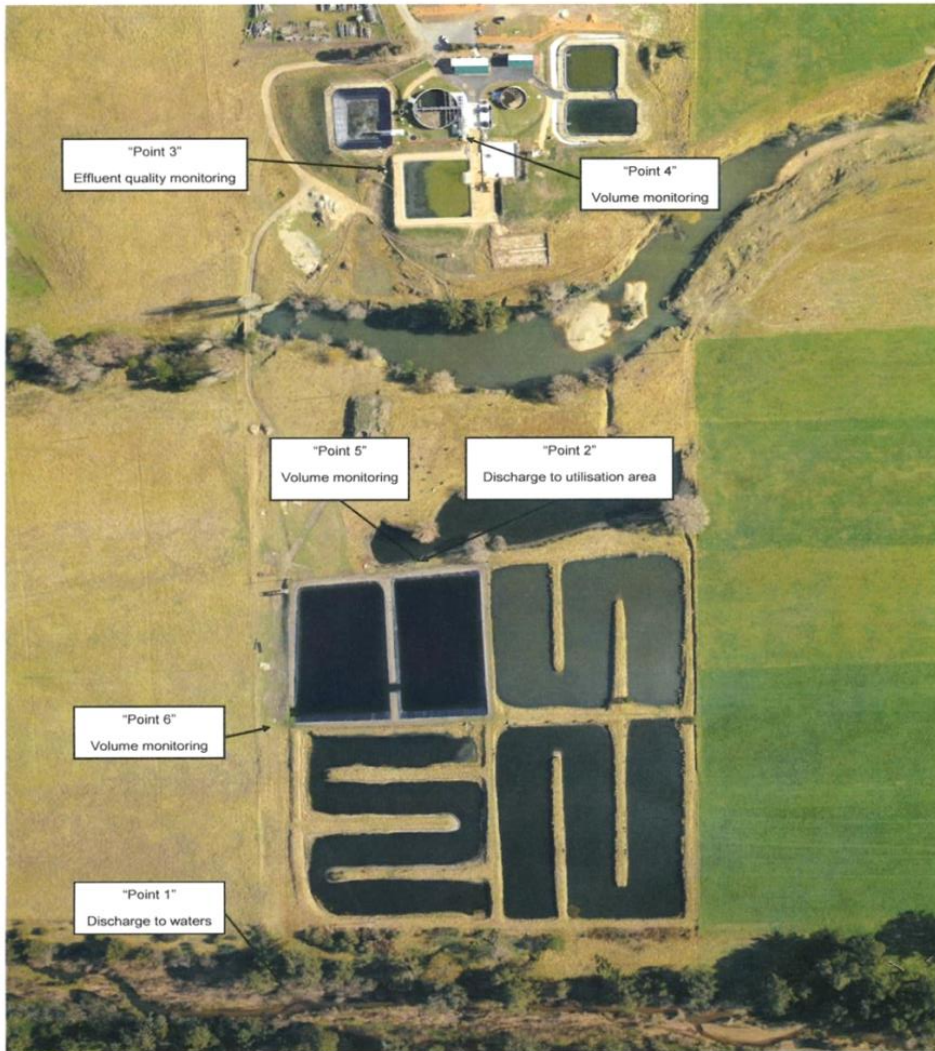 “Point 3”
Effluent quality monitoring
“Point 4”
Volume monitoring
“Point 5”
Volume monitoring
“Point 2”
Discharge to utilisation area
“Point 6”
Volume monitoring
“Point 1”
Discharge to waters